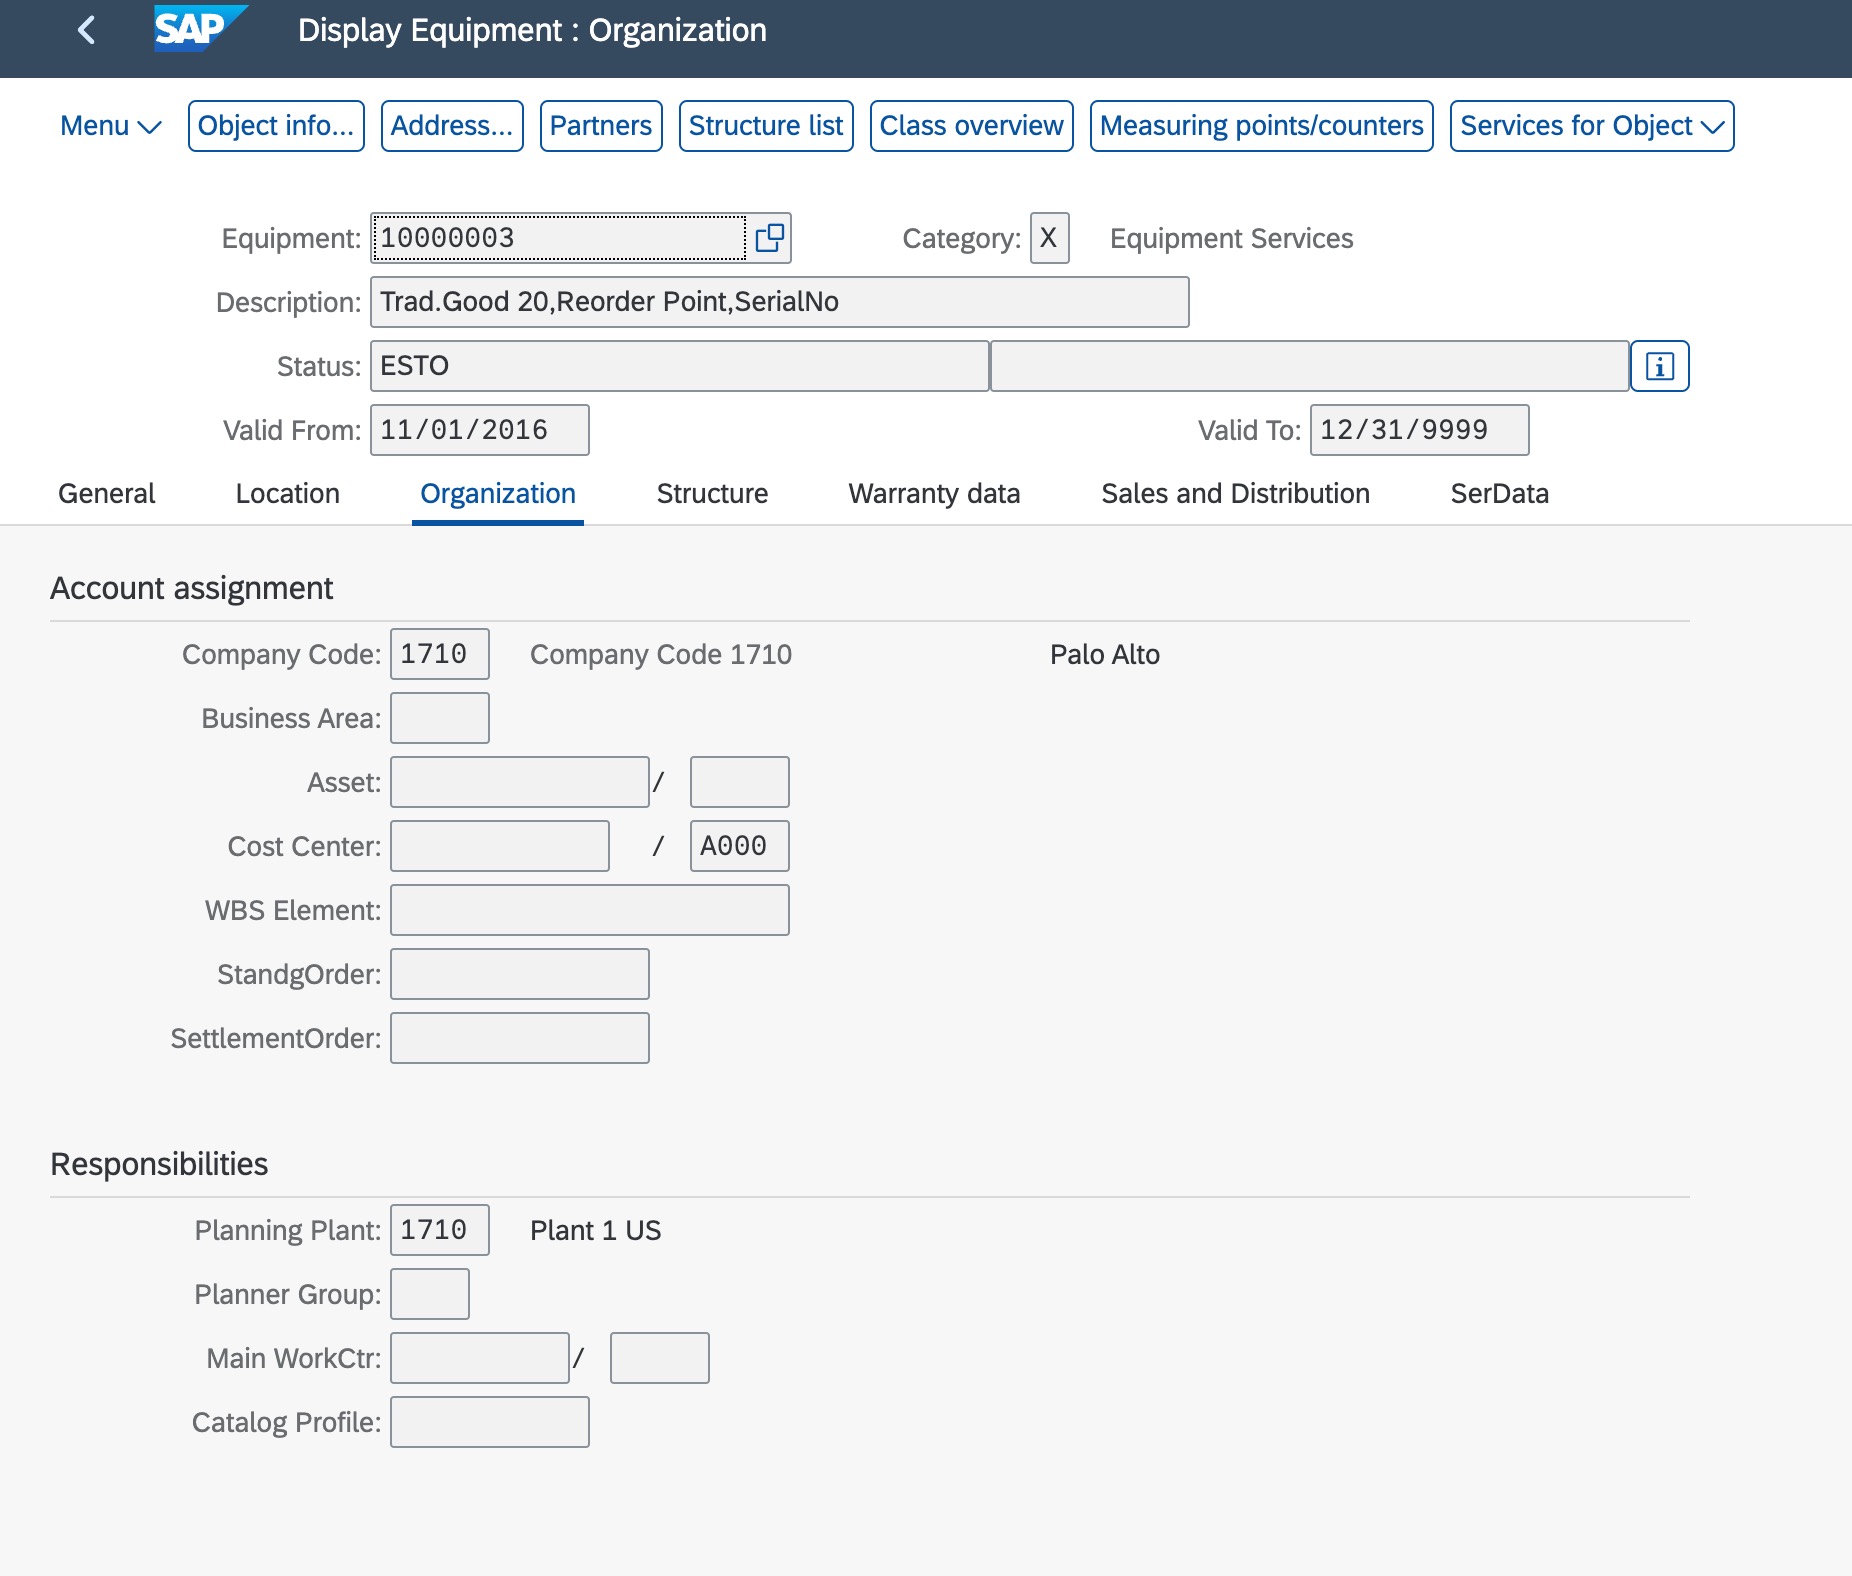 SAP Display Equipment : Organization
Menu Object info... Address... Partners Structure list Class overview Measuring points/counters Services for Object
Equipment: 10000003 Category: X Equipment Services
Description: Trad.Good 20,Reorder Point,SerialNo
Status: ESTO
Valid From: 11/01/2016 Valid To: 12/31/9999
General Location Organization Structure Warranty data Sales and Distribution SerData
Account assignment
Company Code: 1710 Company Code 1710 Palo Alto
Business Area:
Asset: /
Cost Center: / A000
WBS Element:
StandgOrder:
SettlementOrder:
Responsibilities
Planning Plant: 1710 Plant 1 US
Planner Group:
Main WorkCtr: /
Catalog Profile: